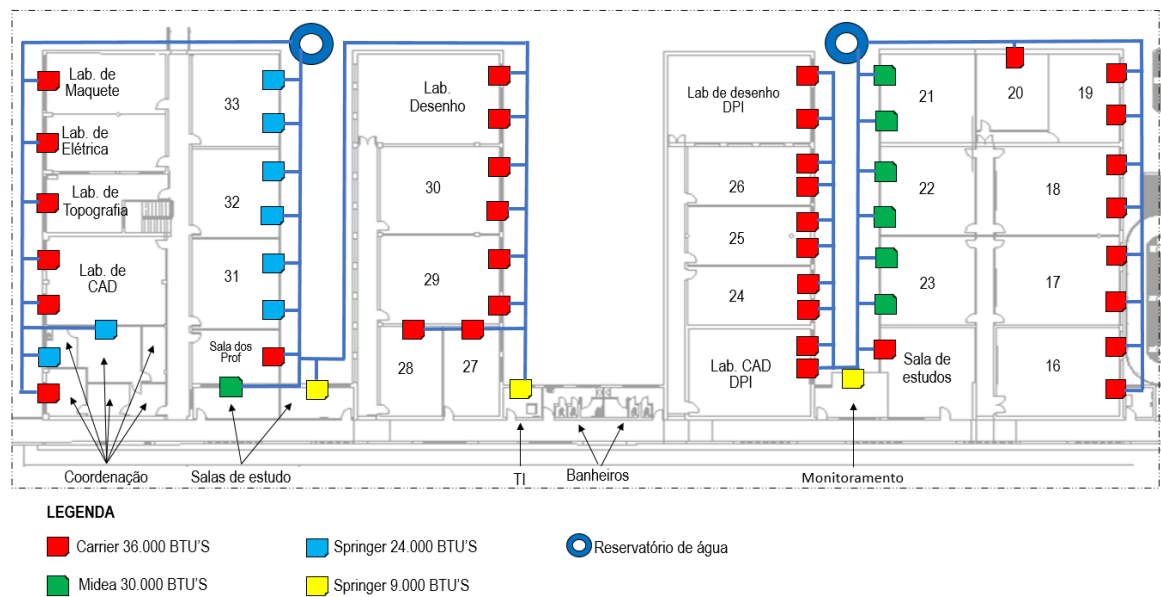 Lab. de
Maquete
Lab. de
Elétrica
Lab. de
Topografia
Lab. de
CAD
33
32
31
Sala dos
Prof
Lab.
Desenho
30
29
28
27
Lab de desenho
DPI
26
25
24
Lab. CAD
DPI
21
20
19
22
18
23
17
Sala de
estudos
16
Coordenação
Salas de estudo
TI
Banheiros
Monitoramento
LEGENDA
Carrier 36.000 BTU'S
Springer 24.000 BTU'S
Reservatório de água
Midea 30.000 BTU'S
Springer 9.000 BTU'S